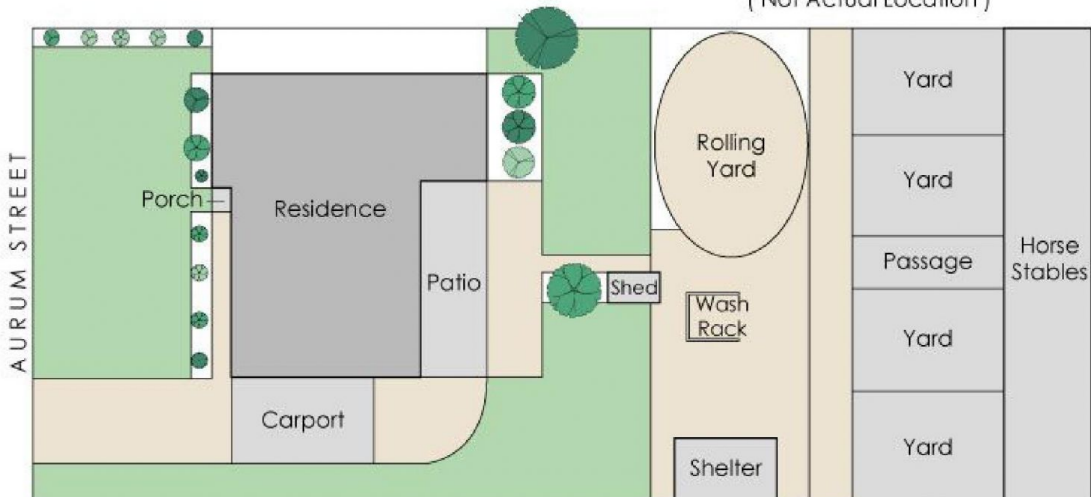 ( Not Actual Location )
Yard
Rolling
Yard
Yard
AURUM STREET
Porch
Residence
Passage
Horse
Stables
Patio
Shed
Wash
Rack
Yard
Carport
Yard
Shelter